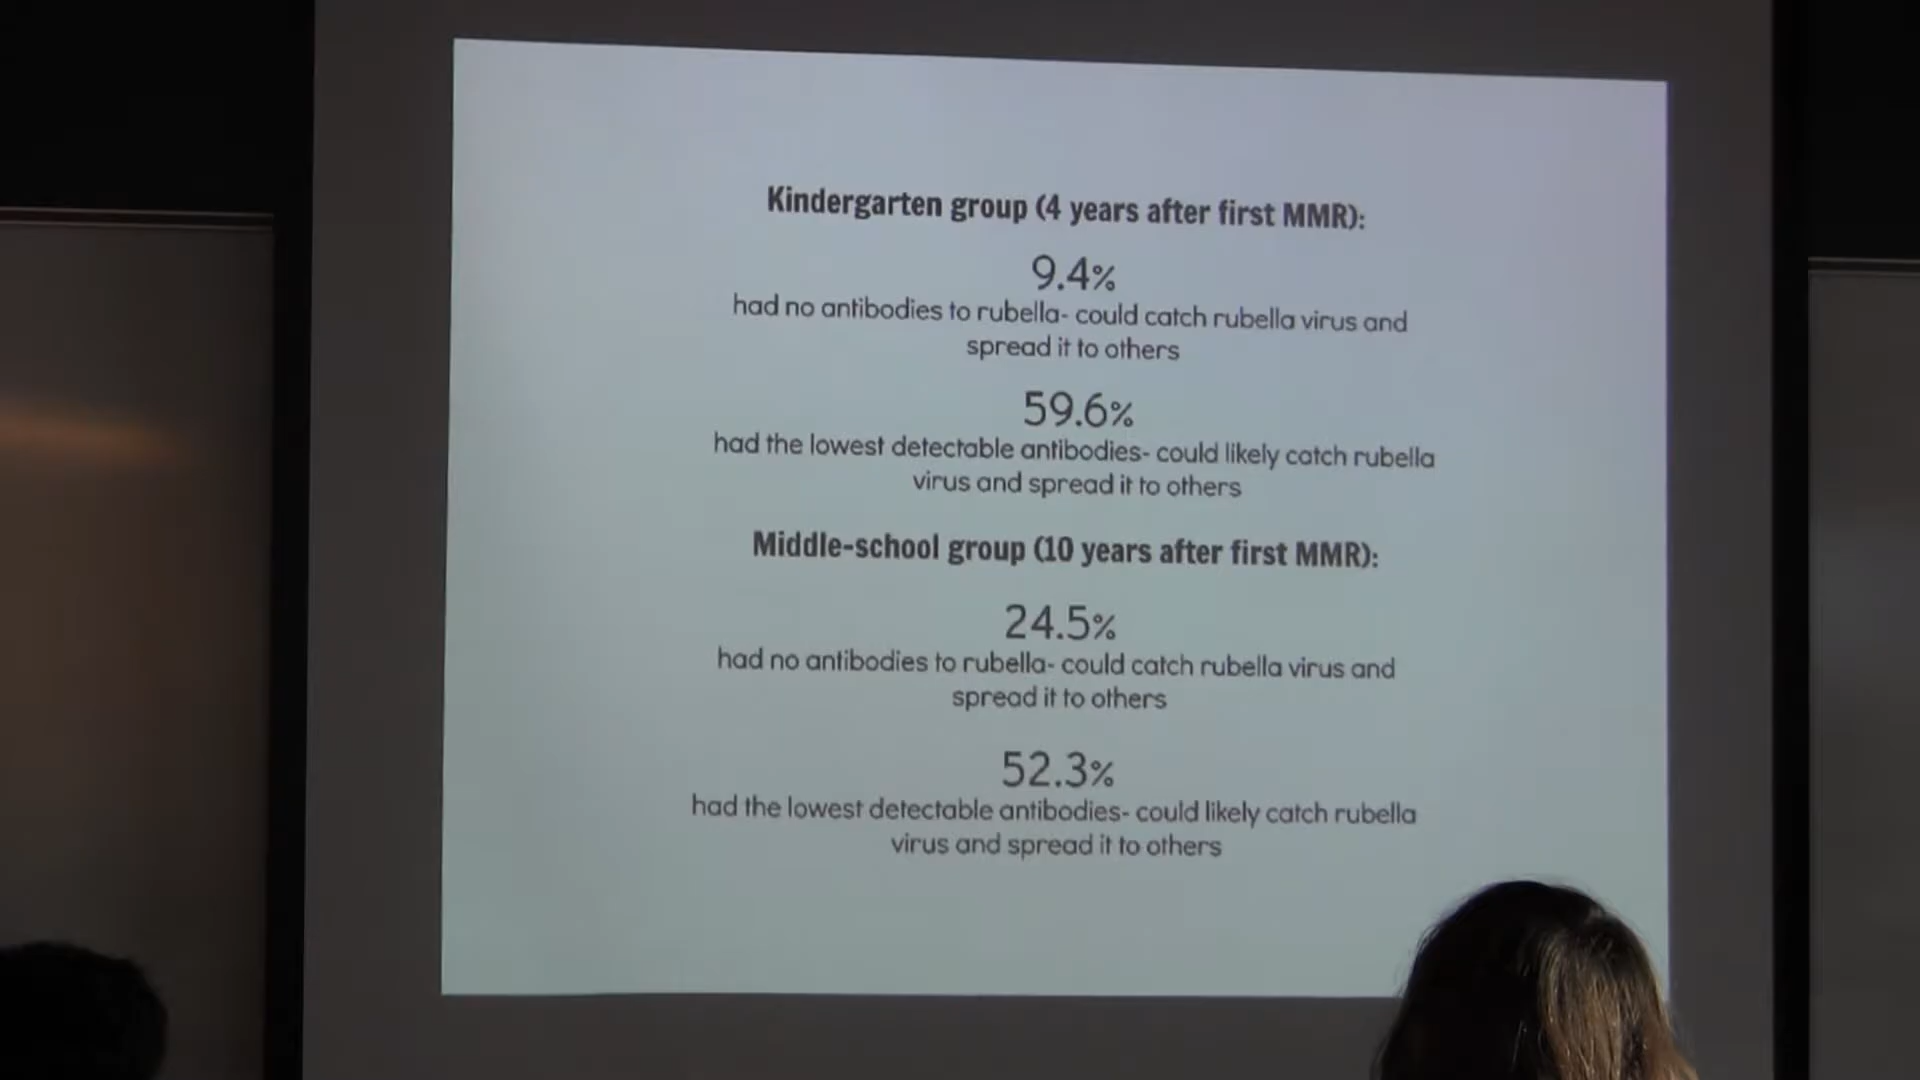 Kindergarten group (4 years after first MMR):
9.4%
had no antibodies to rubella- could catch rubella virus and
spread it to others
59.6%
had the lowest detectable antibodies- could likely catch rubella
virus and spread it to others
Middle-school group (10 years after first MMR):
24.5%
had no antibodies to rubella- could catch rubella virus and
spread it to others
52.3%
had the lowest detectable antibodies- could likely catch rubella
virus and spread it to others